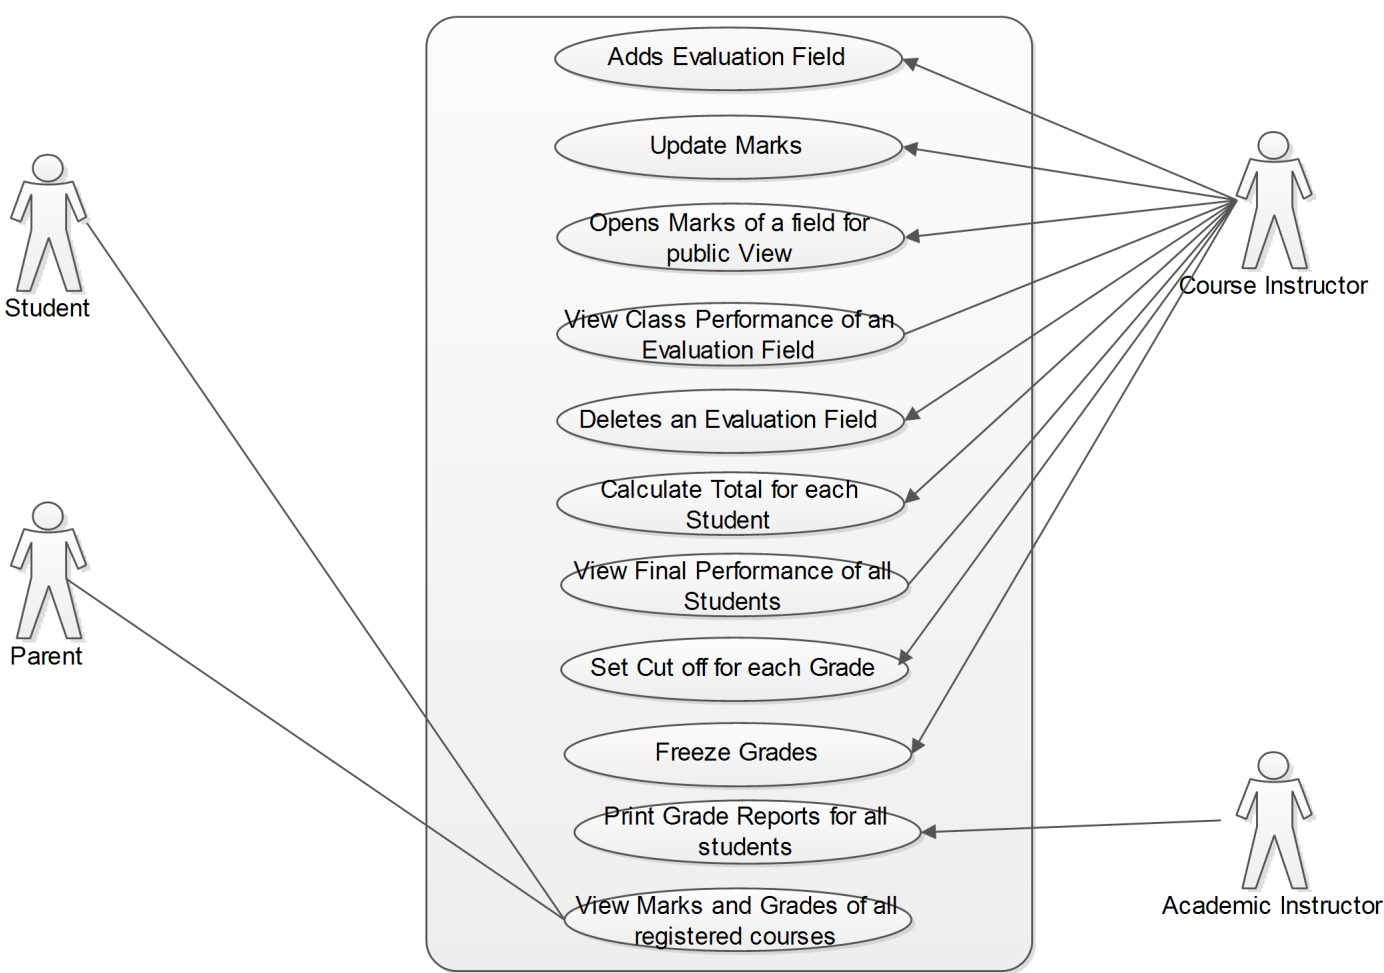 Adds Evaluation Field
Update Marks
Opens Marks of a field for
public View
View Class Performance of an
Evaluation Field
Deletes an Evaluation Field
Calculate Total for each
Student
View Final Performance of all
Students
Set Cut off for each Grade
Freeze Grades
Print Grade Reports for all
students
View Marks and Grades of all
registered courses
Student
Parent
Course Instructor
Academic Instructor